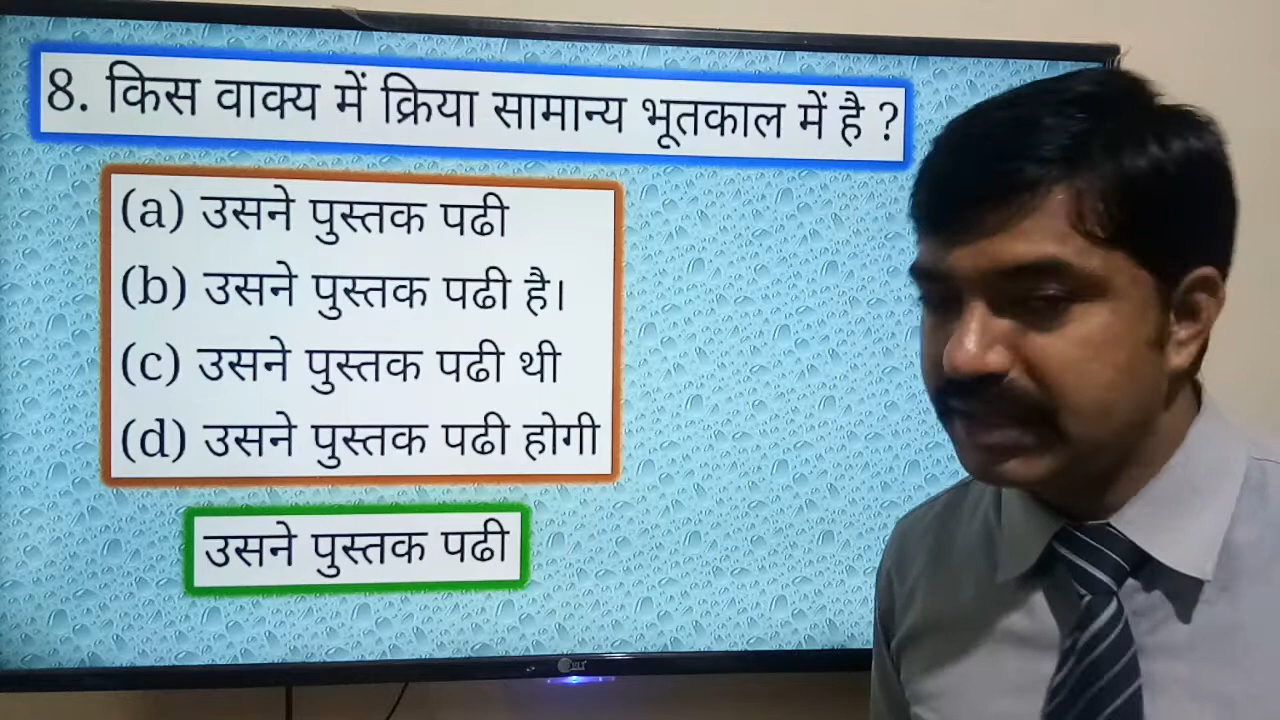 8. किस वाक्य में क्रिया सामान्य भूतकाल में है ?
(a) उसने पुस्तक पढी
(b) उसने पुस्तक पढी है।
(c) उसने पुस्तक पढी थी
(d) उसने पुस्तक पढी होगी
उसने पुस्तक पढी